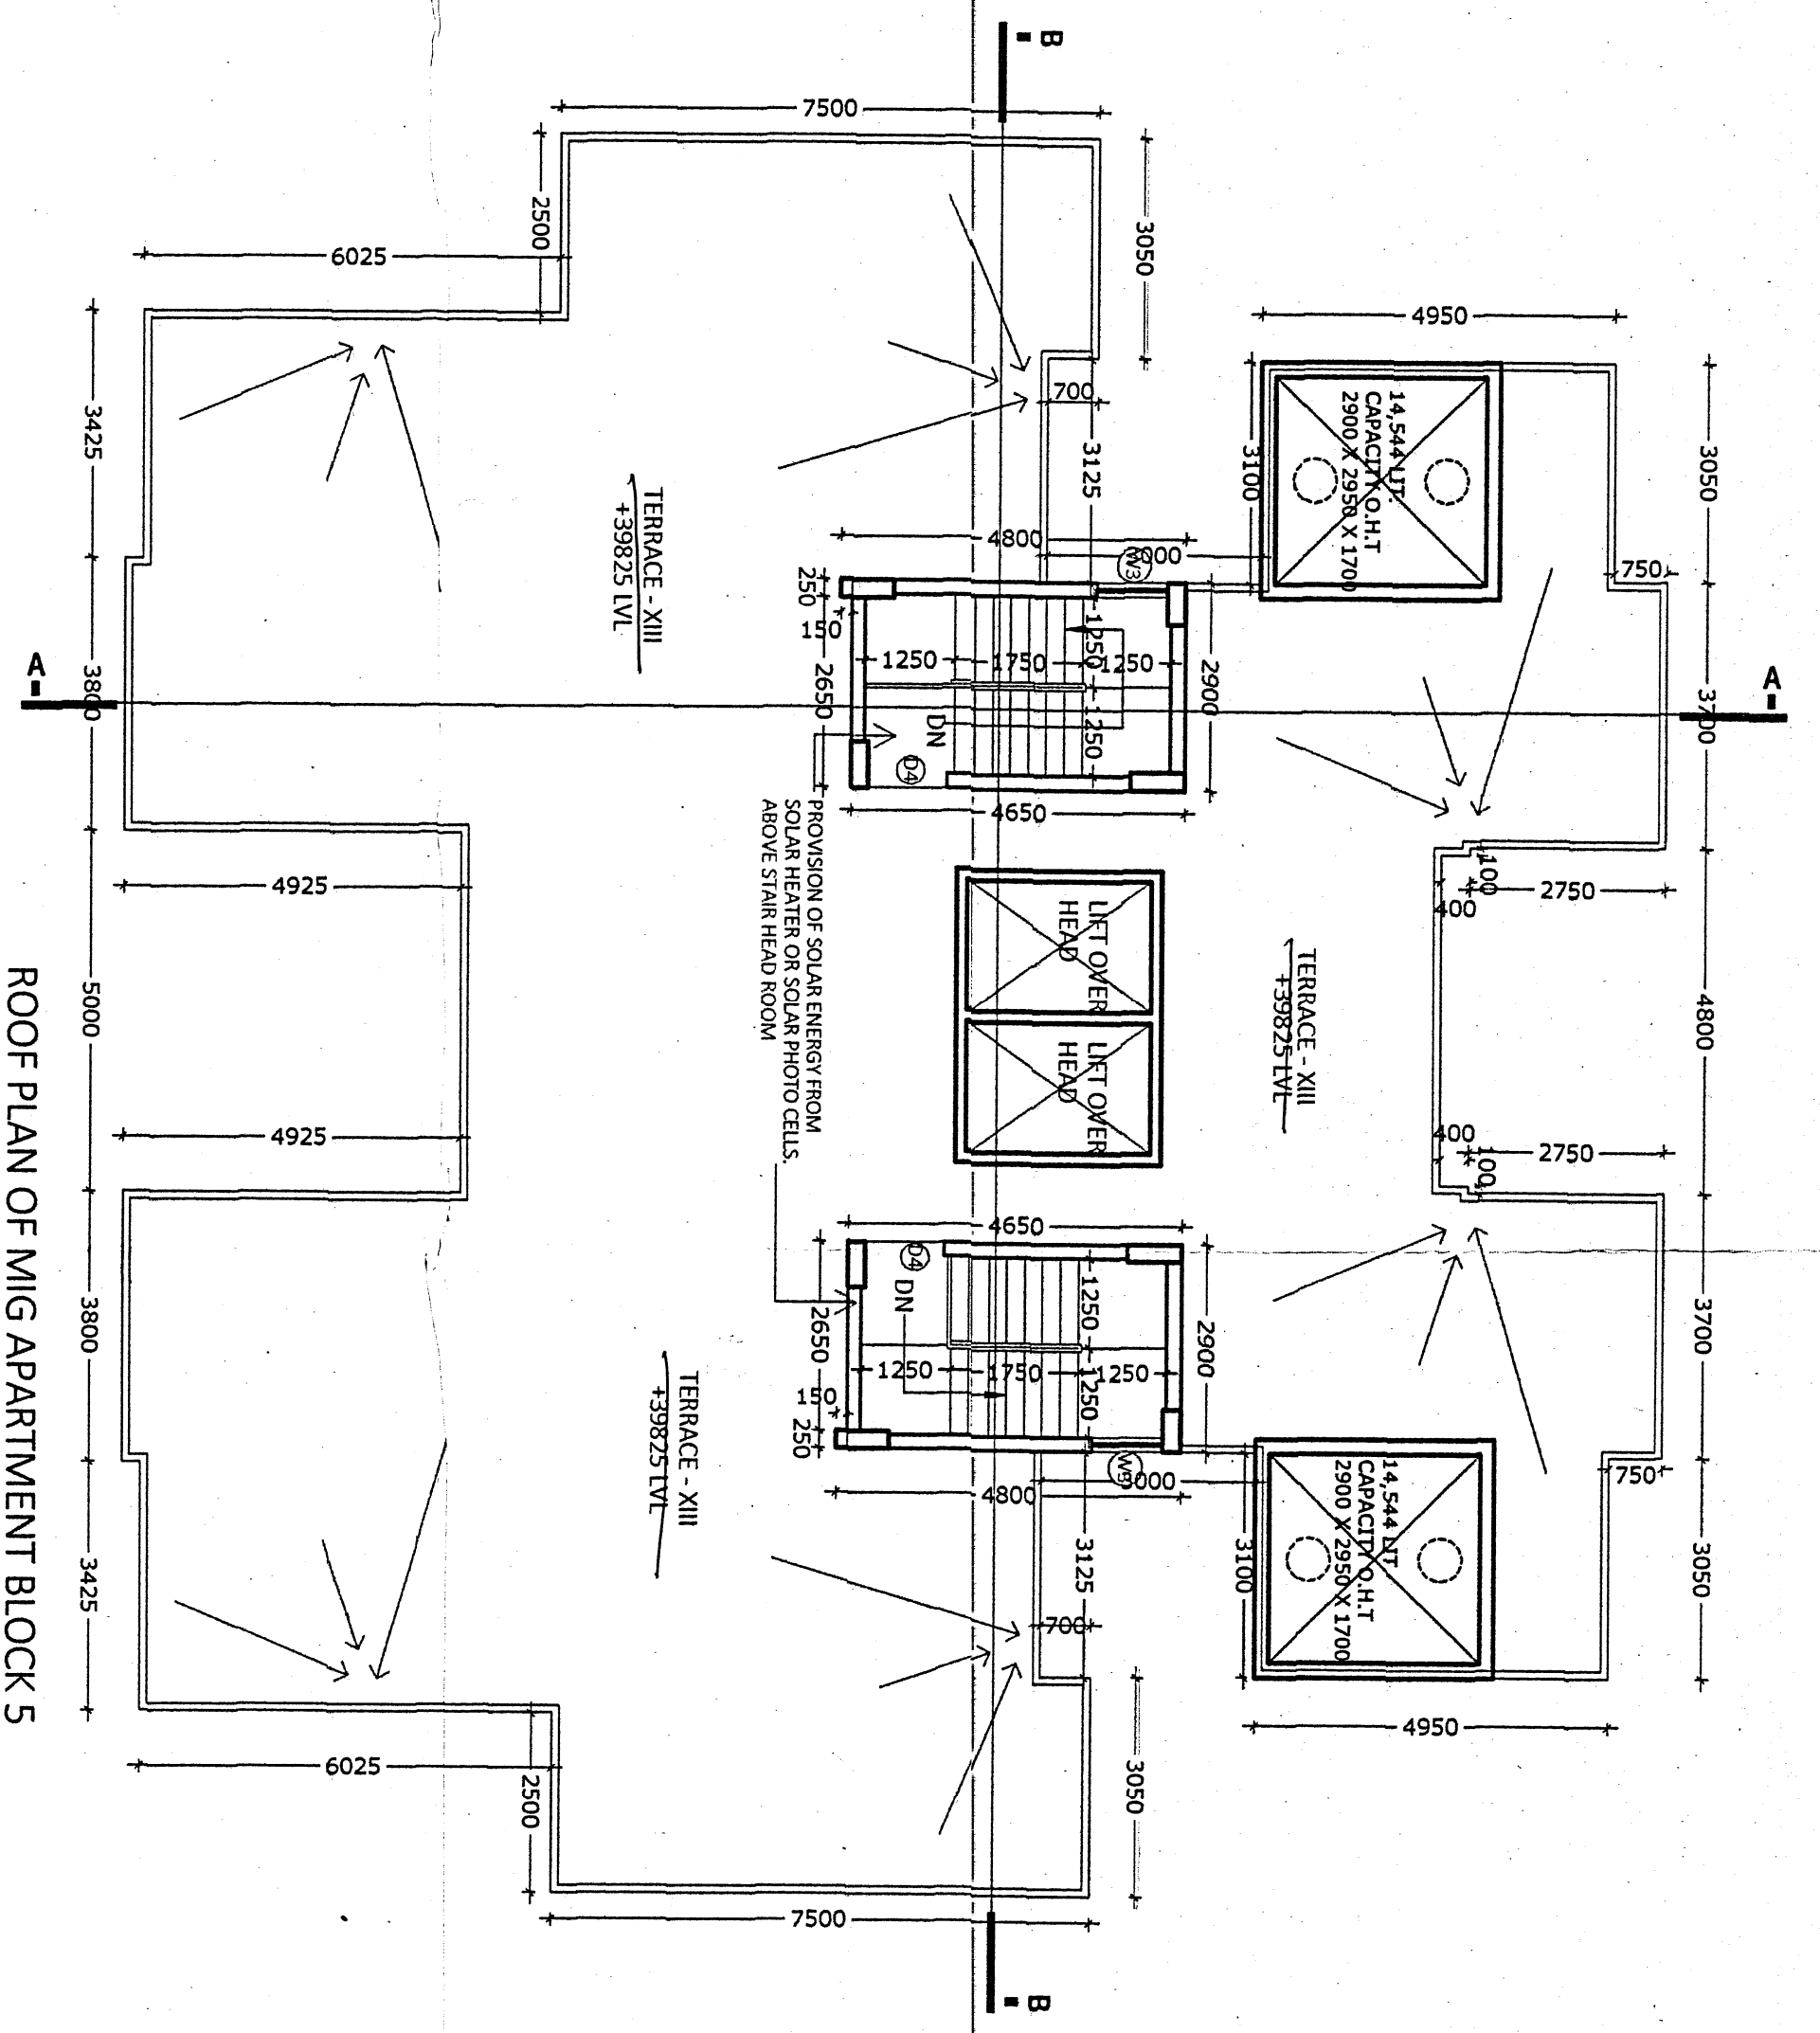 B
7500
2500
6025
3050
4950
3425
3800
5000
3800
3425
3050
3700
4800
3700
3050
700
3125
3100
750
14,544 LIT.
CAPACITY O.H.T
2900 X 2950 X 1700
TERRACE - XIII
+39825 LVL
4800
W3
250
150
2650
1250
1750
1250
1250
1250
2900
DN
D4
4650
A
A
PROVISION OF SOLAR ENERGY FROM
SOLAR HEATER OR SOLAR PHOTO CELLS.
ABOVE STAIR HEAD ROOM
LIFT OVER
HEAD
LIFT OVER
HEAD
4925
4925
100
400
2750
TERRACE - XIII
+39825 LVL
400
100
2750
4650
D4
DN
1250
1250
1750
1250
1250
2900
2650
150
250
4800
3000
3125
3100
750
700
TERRACE - XIII
+39825 LVL
14,544 LIT
CAPACITY O.H.T
2900 X 2950 X 1700
4950
3050
6025
2500
7500
B
ROOF PLAN OF MIG APARTMENT BLOCK 5